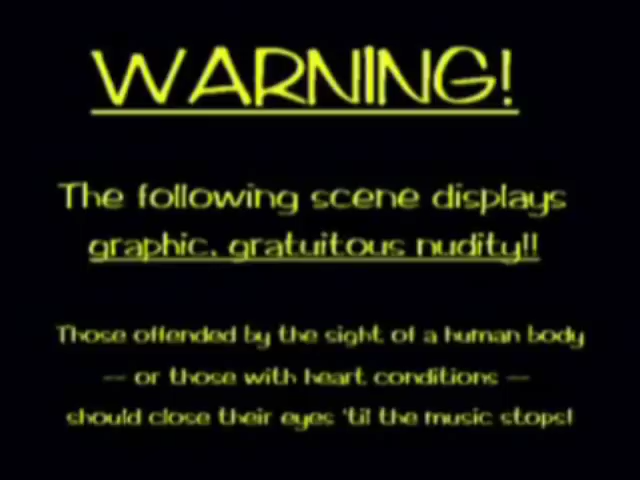 WARNING!
The following scene displays
graphic, gratuitous nudity!!
Those offended by the sight of a human body
— or those with heart conditions —
should close their eyes 'til the music stops!